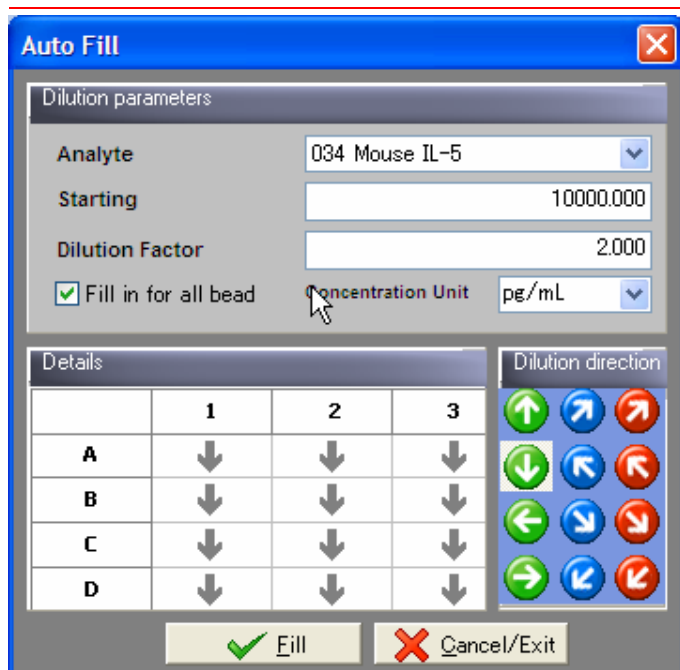 Auto Fill
Dilution parameters
Analyte 034 Mouse IL-5
Starting 10000.000
Dilution Factor 2.000
Fill in for all bead Concentration Unit pg/mL
Details Dilution direction
1 2 3
A
B
C
D
Fill Cancel/Exit